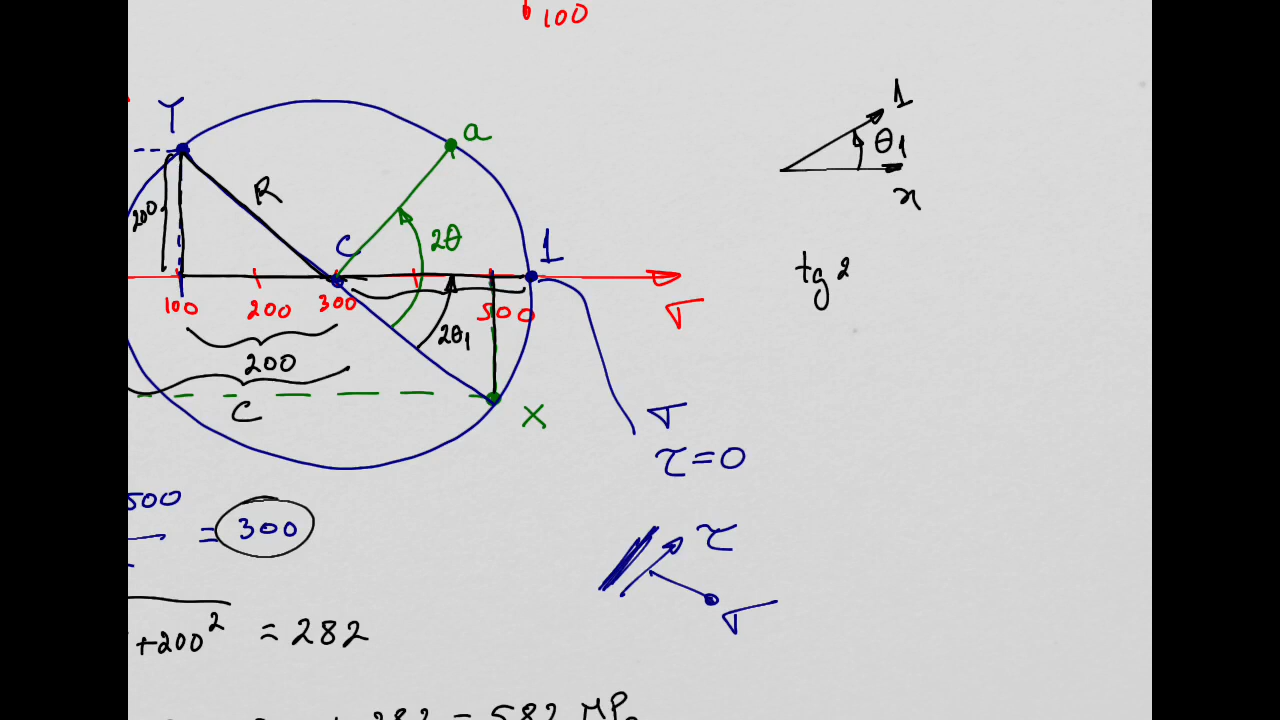 100
Y
a
1
θ1
x
200
R
C
2θ
1
tg 2
100
200
300
500
σ
2θ1
200
C
X
σ
τ=0
500
= 300
τ
σ
+200² = 282
282 = 582 MPa